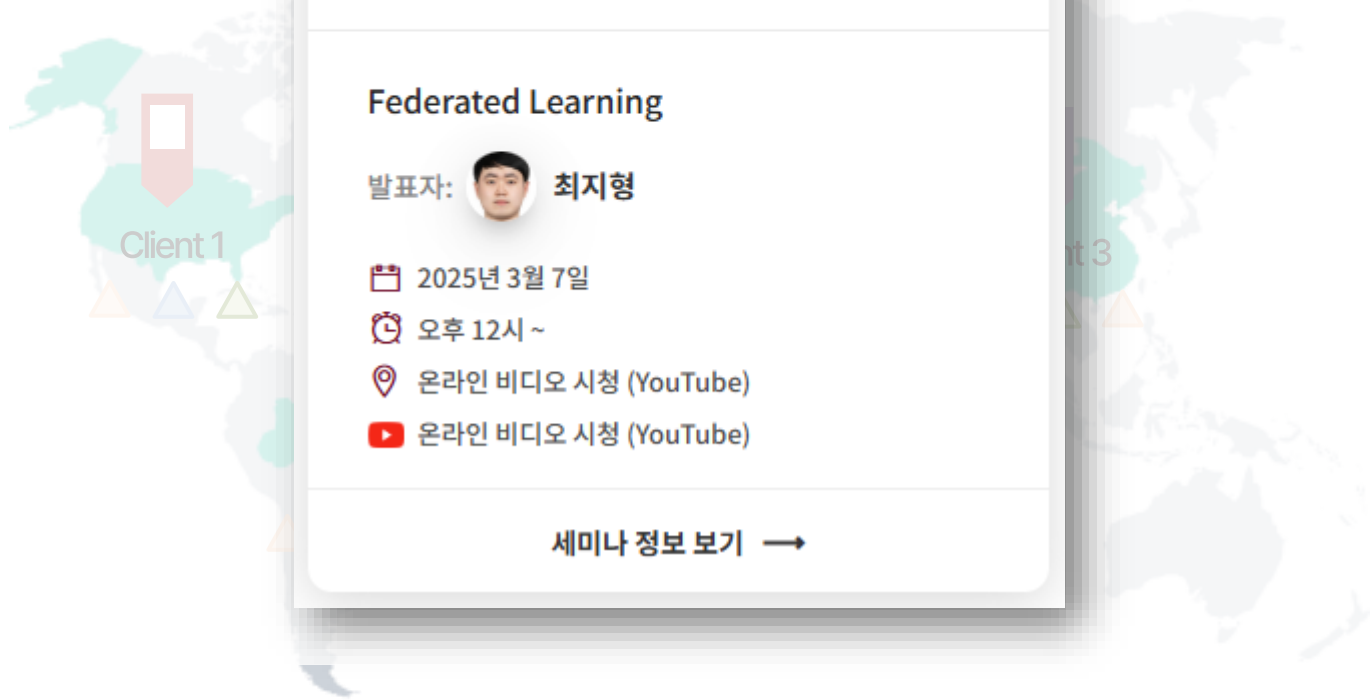 Federated Learning
발표자: 최지형
Client 1
nt 3
2025년 3월 7일
오후 12시 ~
온라인 비디오 시청 (YouTube)
온라인 비디오 시청 (YouTube)
세미나 정보 보기